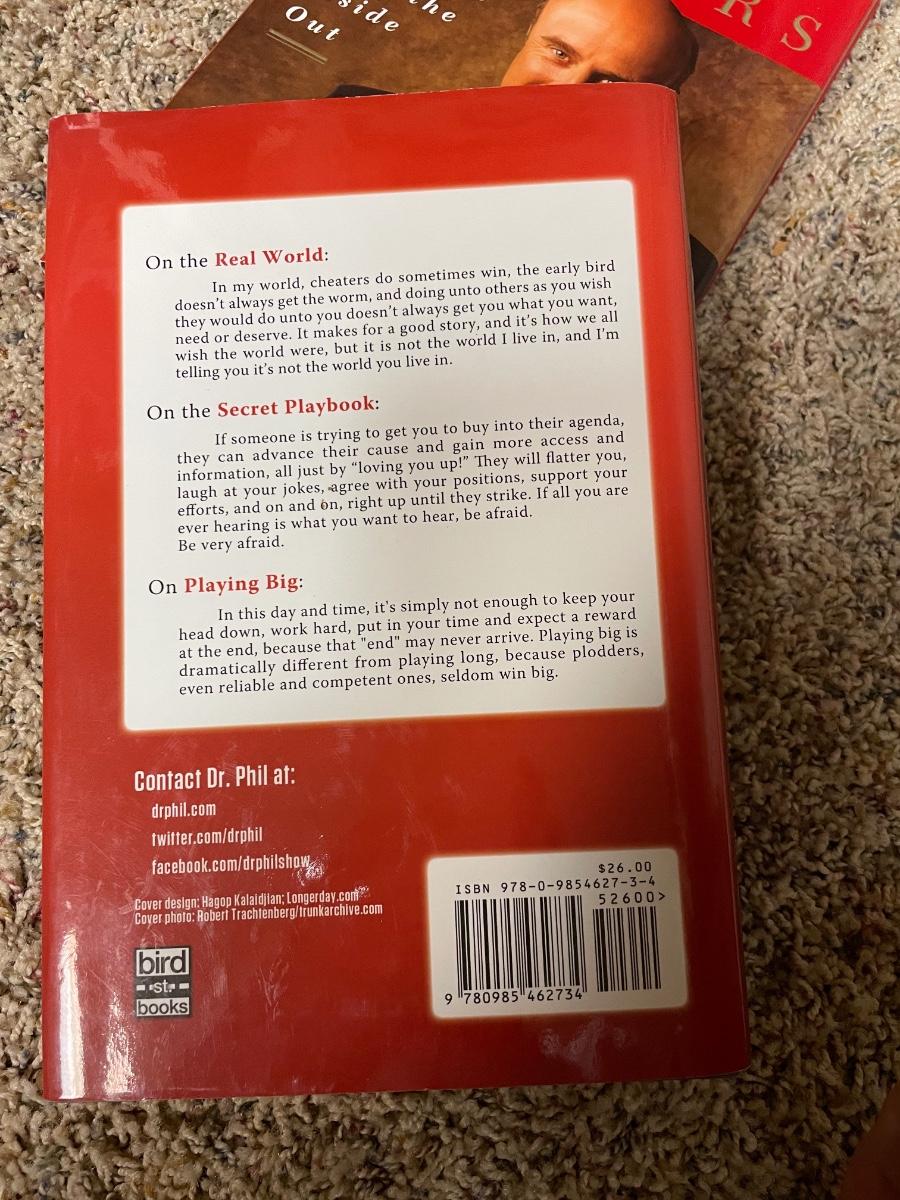 the
side
Out
R S
On the Real World:
In my world, cheaters do sometimes win, the early bird
doesn't always get the worm, and doing unto others as you wish
they would do unto you doesn't always get you what you want,
need or deserve. It makes for a good story, and it's how we all
wish the world were, but it is not the world I live in, and I'm
telling you it's not the world you live in.
On the Secret Playbook:
If someone is trying to get you to buy into their agenda,
they can advance their cause and gain more access and
information, all just by “loving you up!” They will flatter you,
laugh at your jokes, agree with your positions, support your
efforts, and on and on, right up until they strike. If all you are
ever hearing is what you want to hear, be afraid.
Be very afraid.
On Playing Big:
In this day and time, it's simply not enough to keep your
head down, work hard, put in your time and expect a reward
at the end, because that "end" may never arrive. Playing big is
dramatically different from playing long, because plodders,
even reliable and competent ones, seldom win big.
Contact Dr. Phil at:
drphil.com
twitter.com/drphil
facebook.com/drphilshow
Cover design: Hagop Kalaidjian; Longerday.com
Cover photo: Robert Trachtenberg/trunkarchive.com
bird
st.
books
$26.00
ISBN 978-0-9854627-3-4
52600>
9 780985 462734